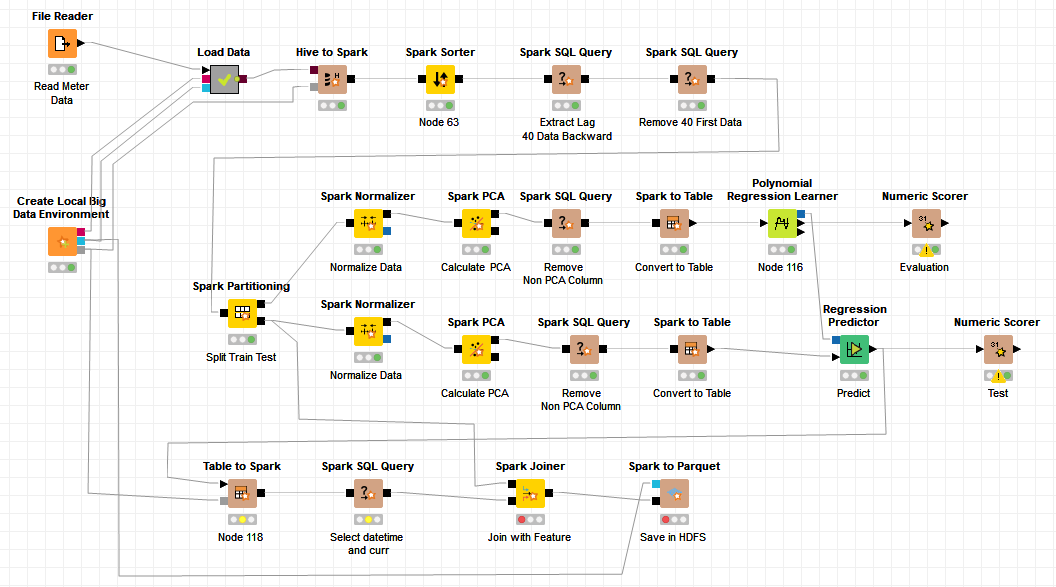 File Reader
Read Meter
Data
Load Data
Hive to Spark
Spark Sorter
Node 63
Spark SQL Query
Extract Lag
40 Data Backward
Spark SQL Query
Remove 40 First Data
Create Local Big
Data Environment
Spark Normalizer
Normalize Data
Spark PCA
Calculate PCA
Spark SQL Query
Remove
Non PCA Column
Spark to Table
Convert to Table
Polynomial
Regression Learner
Node 116
Numeric Scorer
Evaluation
Spark Partitioning
Split Train Test
Spark Normalizer
Normalize Data
Spark PCA
Calculate PCA
Spark SQL Query
Remove
Non PCA Column
Spark to Table
Convert to Table
Regression
Predictor
Predict
Numeric Scorer
Test
Table to Spark
Node 118
Spark SQL Query
Select datetime
and curr
Spark Joiner
Join with Feature
Spark to Parquet
Save in HDFS